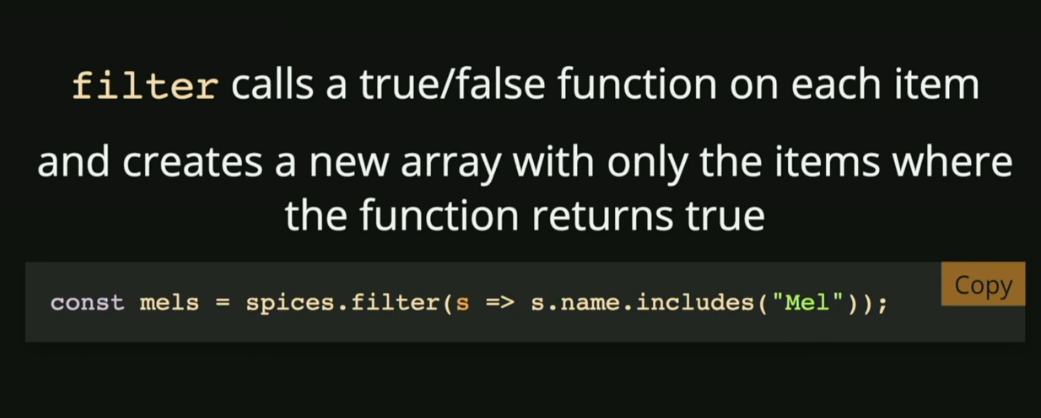 filter calls a true/false function on each item
and creates a new array with only the items where
the function returns true
Copy
const mels = spices.filter(s => s.name.includes("Mel"));